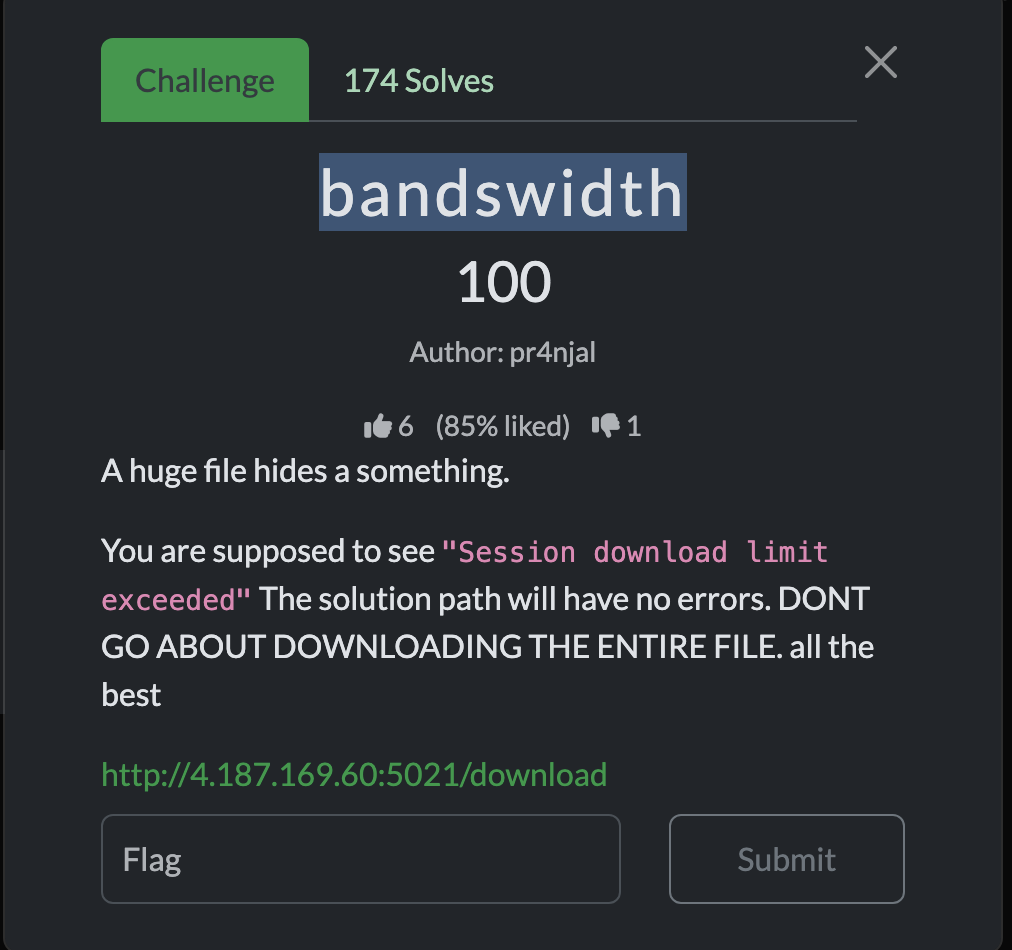 Challenge
174 Solves
bandswidth
100
Author: pr4njal
6 (85% liked) 1
A huge file hides a something.
You are supposed to see "Session download limit
exceeded" The solution path will have no errors. DONT
GO ABOUT DOWNLOADING THE ENTIRE FILE. all the
best
http://4.187.169.60:5021/download
Flag
Submit